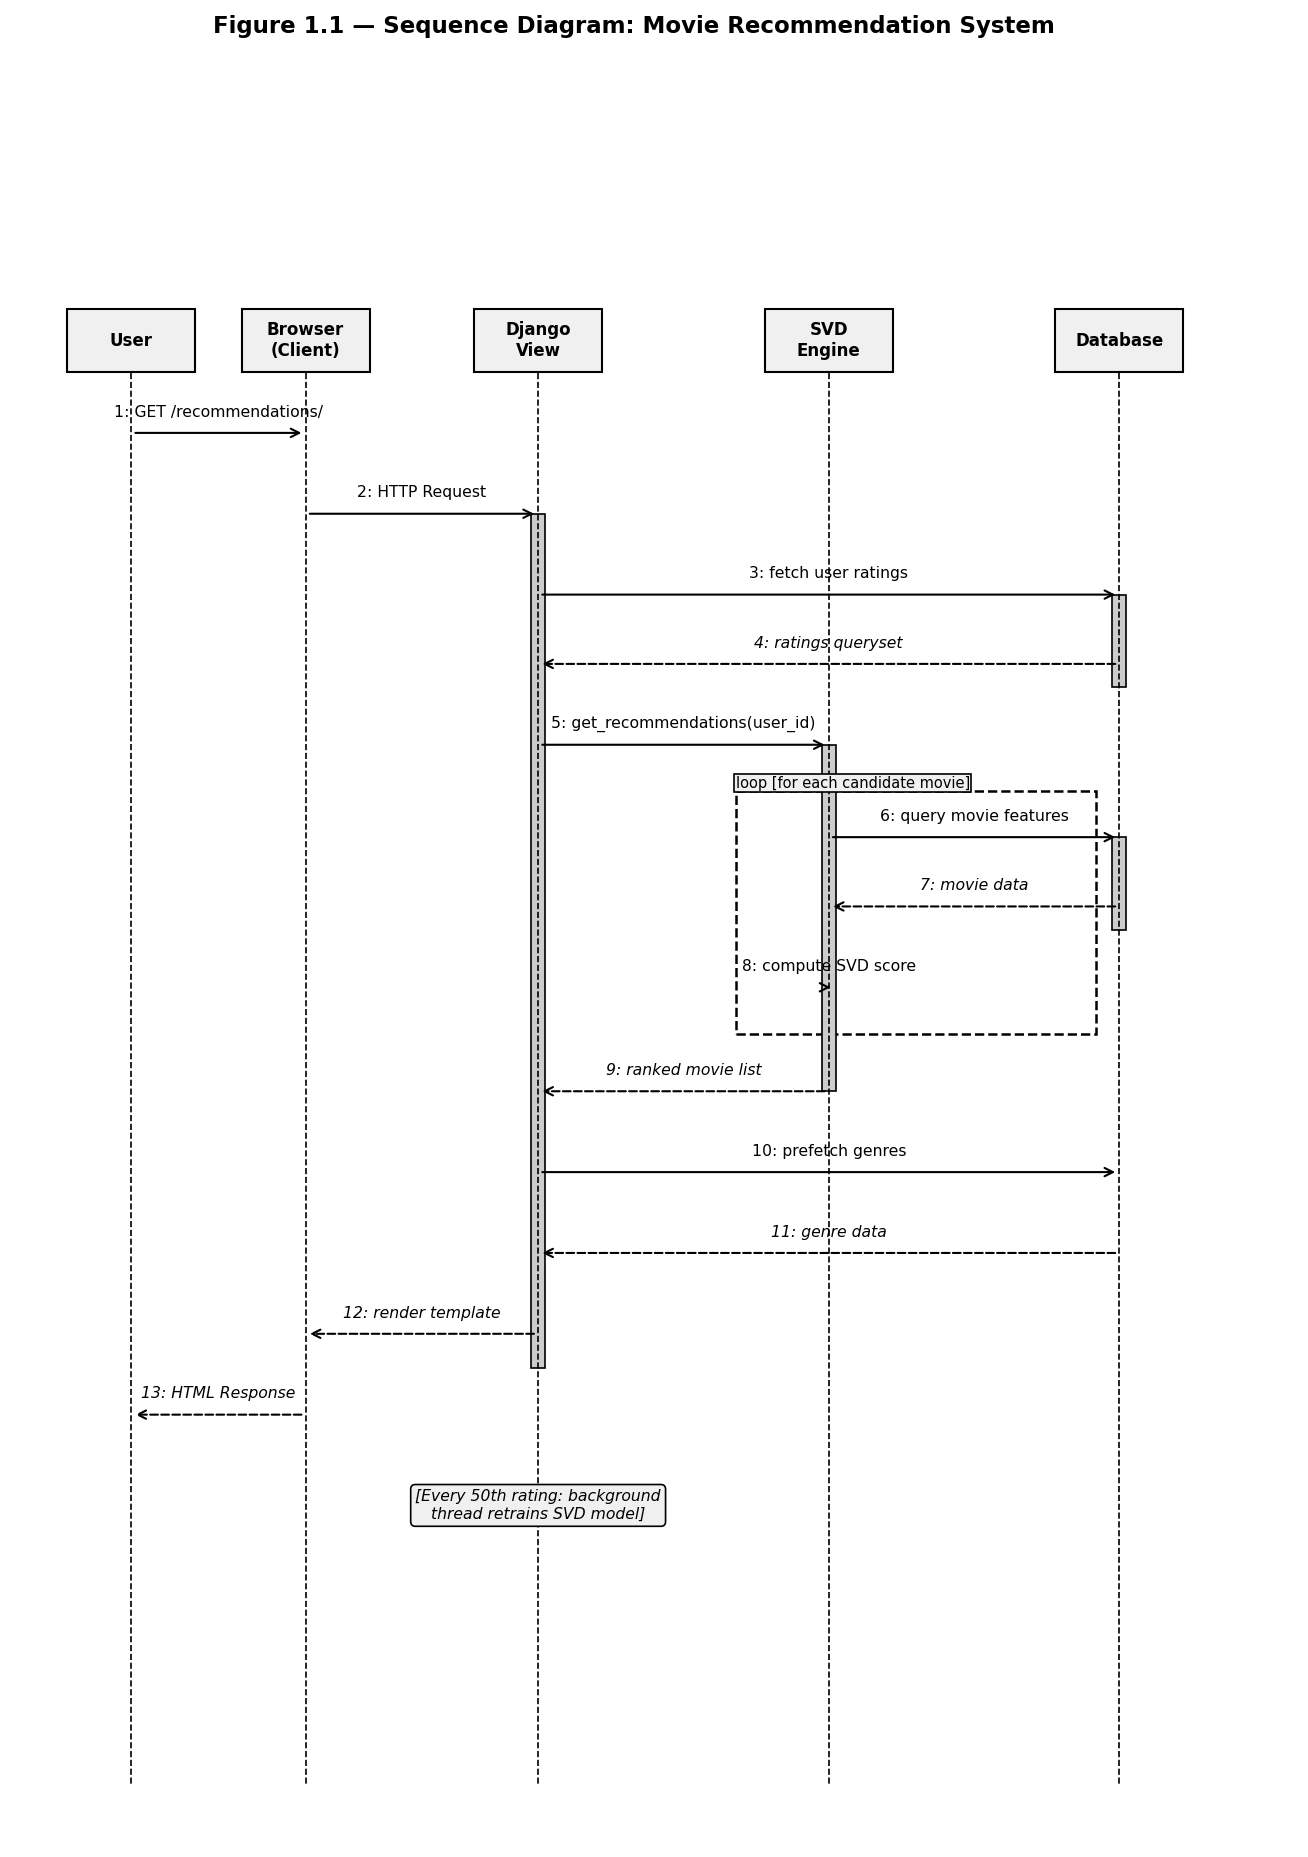 Figure 1.1 — Sequence Diagram: Movie Recommendation System
User
Browser
(Client)
Django
View
SVD
Engine
Database
1: GET /recommendations/
2: HTTP Request
3: fetch user ratings
4: ratings queryset
5: get_recommendations(user_id)
loop [for each candidate movie]
6: query movie features
7: movie data
8: compute SVD score
9: ranked movie list
10: prefetch genres
11: genre data
12: render template
13: HTML Response
[Every 50th rating: background
thread retrains SVD model]